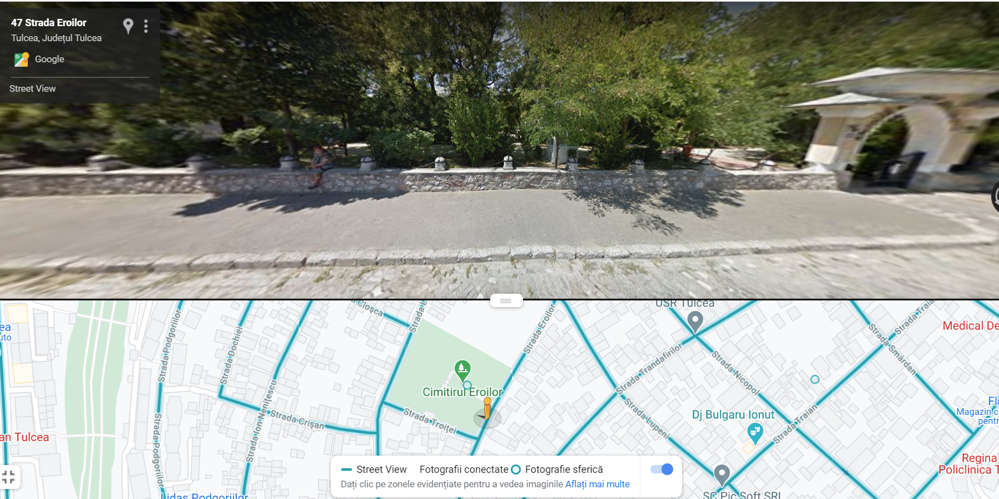 47 Strada Eroilor
Tulcea, Județul Tulcea
Google
Street View
USR Tulcea
Medical De
ea
uto
Cloșca
Strada L
Strada Eroilor
Strada Podgoriilor
Strada Dochiei
Strada Traia
Strada Smârdan
Strada Trandafirilor
Strada Nicopol
Cimitirul Eroilor
Strada Ion Nenițescu
Strada Crișan
Strada Troiței
Strada Lupeni
Dj Bulgaru Ionut
Strada Traian
Fl
Magazin c
pentr
Strada Podgoriilor
an Tulcea
Regina
Policlinica T
Street View
Fotografii conectate
Fotografie sferică
Dați clic pe zonele evidențiate pentru a vedea imaginile Aflați mai multe
Lidas Podgoriilor
SC Pic Soft SRL